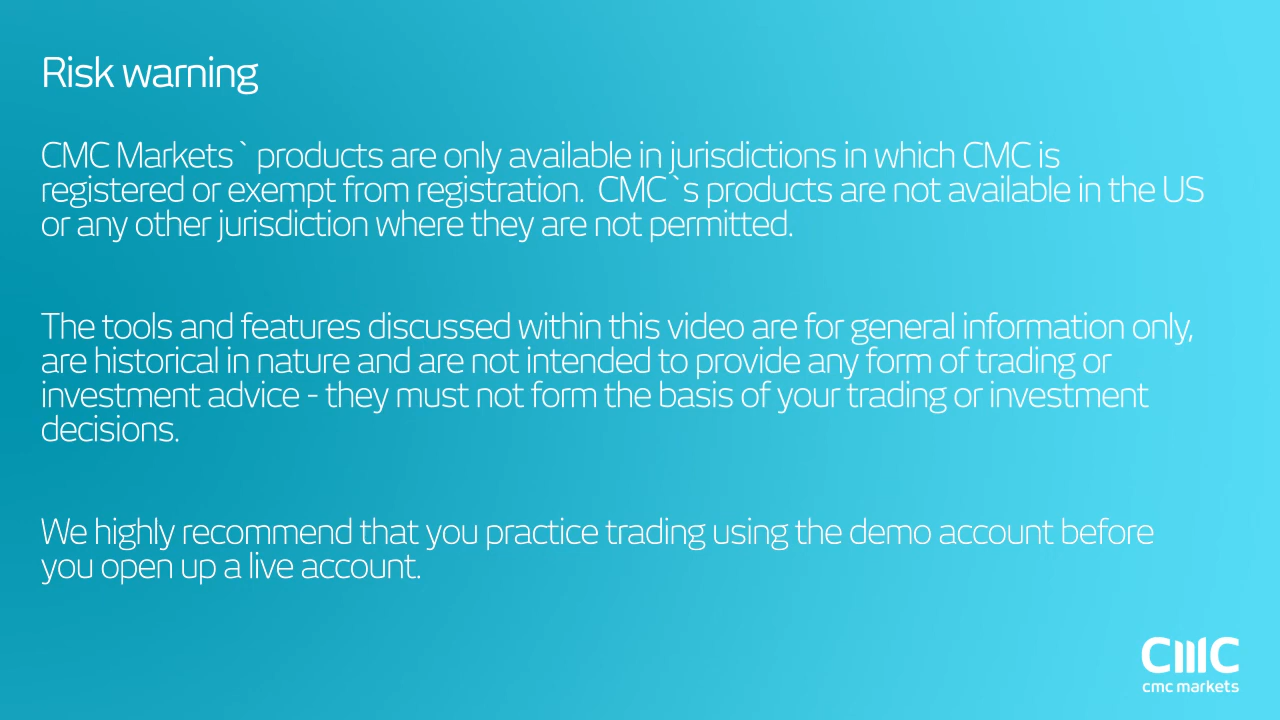 Risk warning
CMC Markets` products are only available in jurisdictions in which CMC is
registered or exempt from registration.  CMC`s products are not available in the US
or any other jurisdiction where they are not permitted.
The tools and features discussed within this video are for general information only,
are historical in nature and are not intended to provide any form of trading or
investment advice - they must not form the basis of your trading or investment
decisions.
We highly recommend that you practice trading using the demo account before
you open up a live account.
CMC
cmc markets